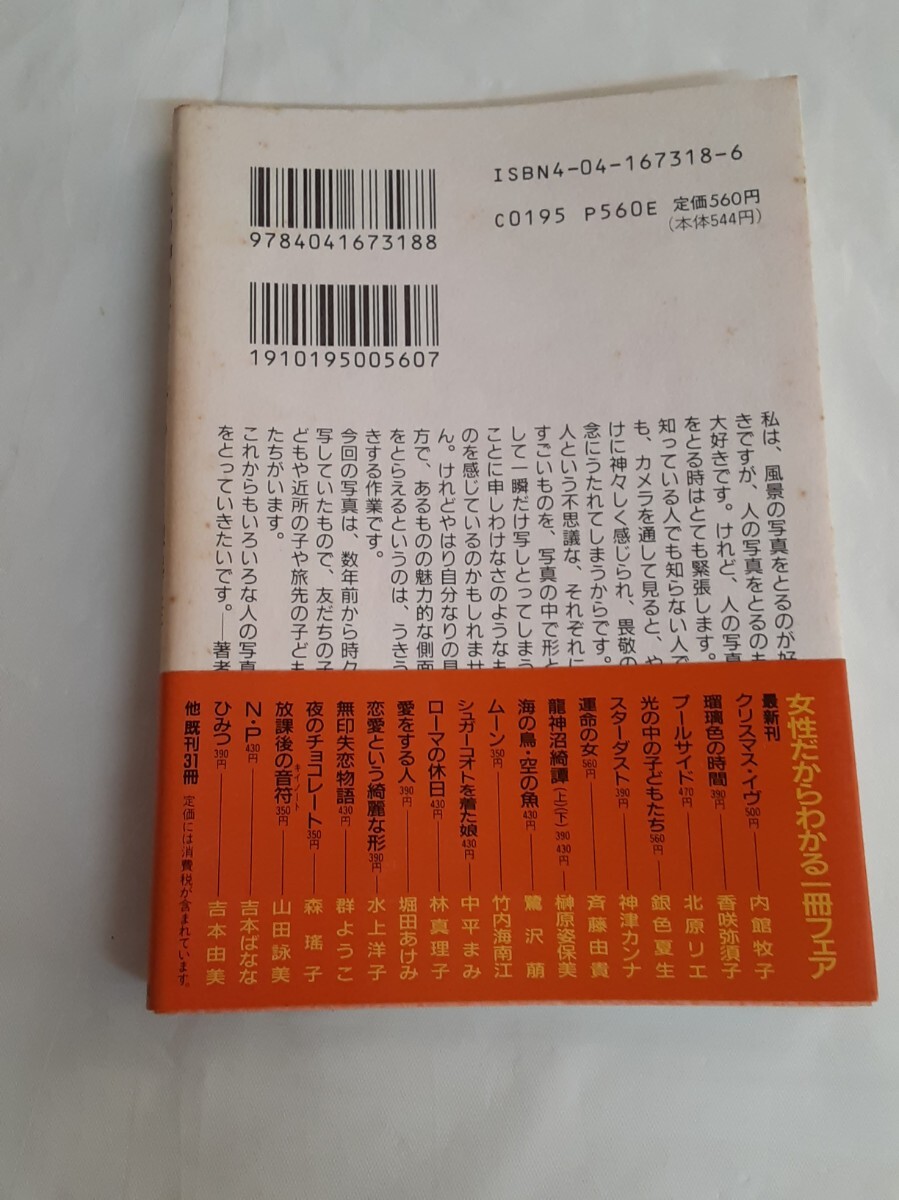 ISBN4-04-167318-6
C0195 P560E 定価560円
(本体544円)
9784041673188
1910195005607
私は、風景の写真をとるのが好
きですが、人の写真をとるのも
大好きです。けれど、人の写真
をとる時はとても緊張します。
知っている人でも知らない人で
も、カメラを通して見ると、や
けに神々しく感じられ、畏敬の
念にうたれてしまうからです。
人という不思議な、それぞれに
すごいものを、写真の中で形と
して一瞬だけ写しとってしまう
ことに申しわけなさのようなも
のを感じているのかもしれませ
ん。けれどやはり自分なりの見
方で、あるものの魅力的な側面
をとらえるというのは、うきう
きする作業です。
今回の写真は、数年前から時々
写していたもので、友だちの子
どもや近所の子や旅先の子ども
たちがいます。
これからもいろいろな人の写真
をとっていきたいです。──著者
女性だからわかる一冊フェア
最新刊
クリスマス・イヴ 500円 ── 内館牧子
瑠璃色の時間 390円 ── 香咲弥須子
プールサイド 470円 ── 北原リエ
光の中の子どもたち 560円 ── 銀色夏生
スターダスト 390円 ── 神津カンナ
運命の女 560円 ── 斉藤由貴
龍神沼綺譚(上)(下) 390 430円 ── 榊原姿保美
海の鳥・空の魚 430円 ── 鷺沢萠
ムーン 350円 ── 竹内海南江
シュガーコオトを着た娘 430円 ── 中平まみ
ローマの休日 430円 ── 林真理子
愛をする人 390円 ── 堀田あけみ
恋愛という綺麗な形 390円 ── 水上洋子
無印失恋物語 430円 ── 群ようこ
夜のチョコレート 350円 ── 森瑤子
放課後の音符 キイノート 350円 ── 山田詠美
N・P 430円 ── 吉本ばなな
ひみつ 390円 ── 吉本由美
他 既刊31冊 定価には消費税が含まれています。